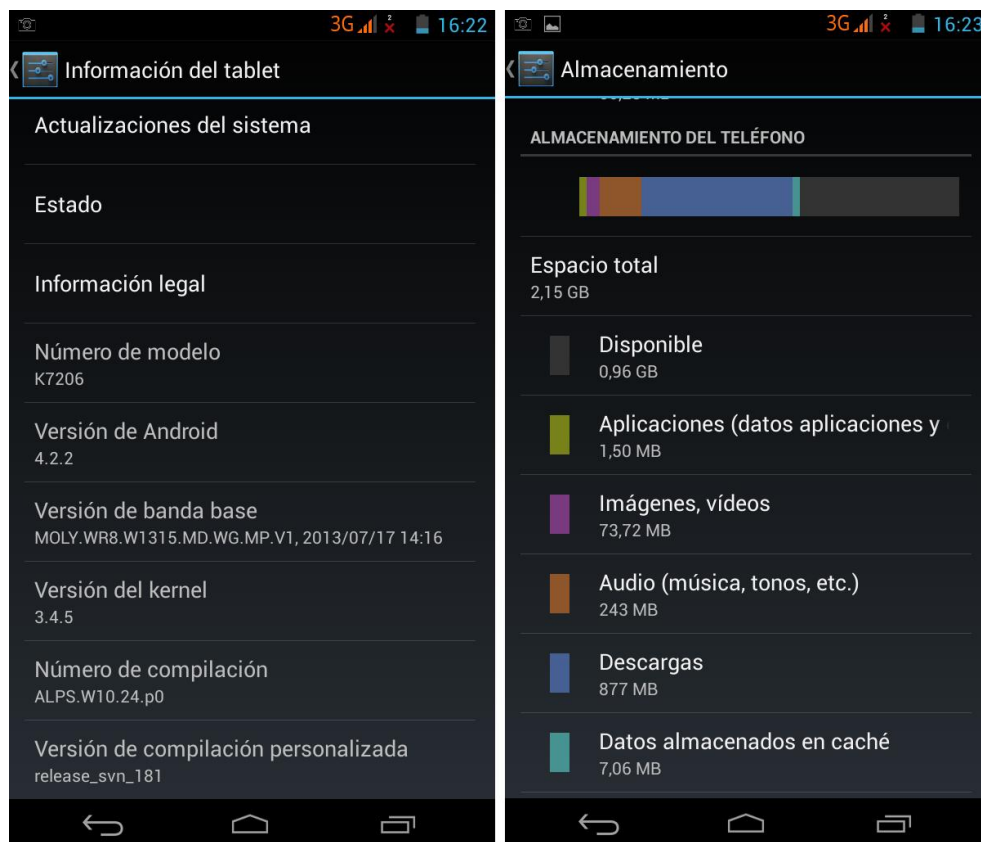 3G 2 16:22
Información del tablet
Actualizaciones del sistema
Estado
Información legal
Número de modelo
K7206
Versión de Android
4.2.2
Versión de banda base
MOLY.WR8.W1315.MD.WG.MP.V1, 2013/07/17 14:16
Versión del kernel
3.4.5
Número de compilación
ALPS.W10.24.p0
Versión de compilación personalizada
release_svn_181
3G 2 16:23
Almacenamiento
ALMACENAMIENTO DEL TELÉFONO
Espacio total
2,15 GB
Disponible
0,96 GB
Aplicaciones (datos aplicaciones y
1,50 MB
Imágenes, vídeos
73,72 MB
Audio (música, tonos, etc.)
243 MB
Descargas
877 MB
Datos almacenados en caché
7,06 MB